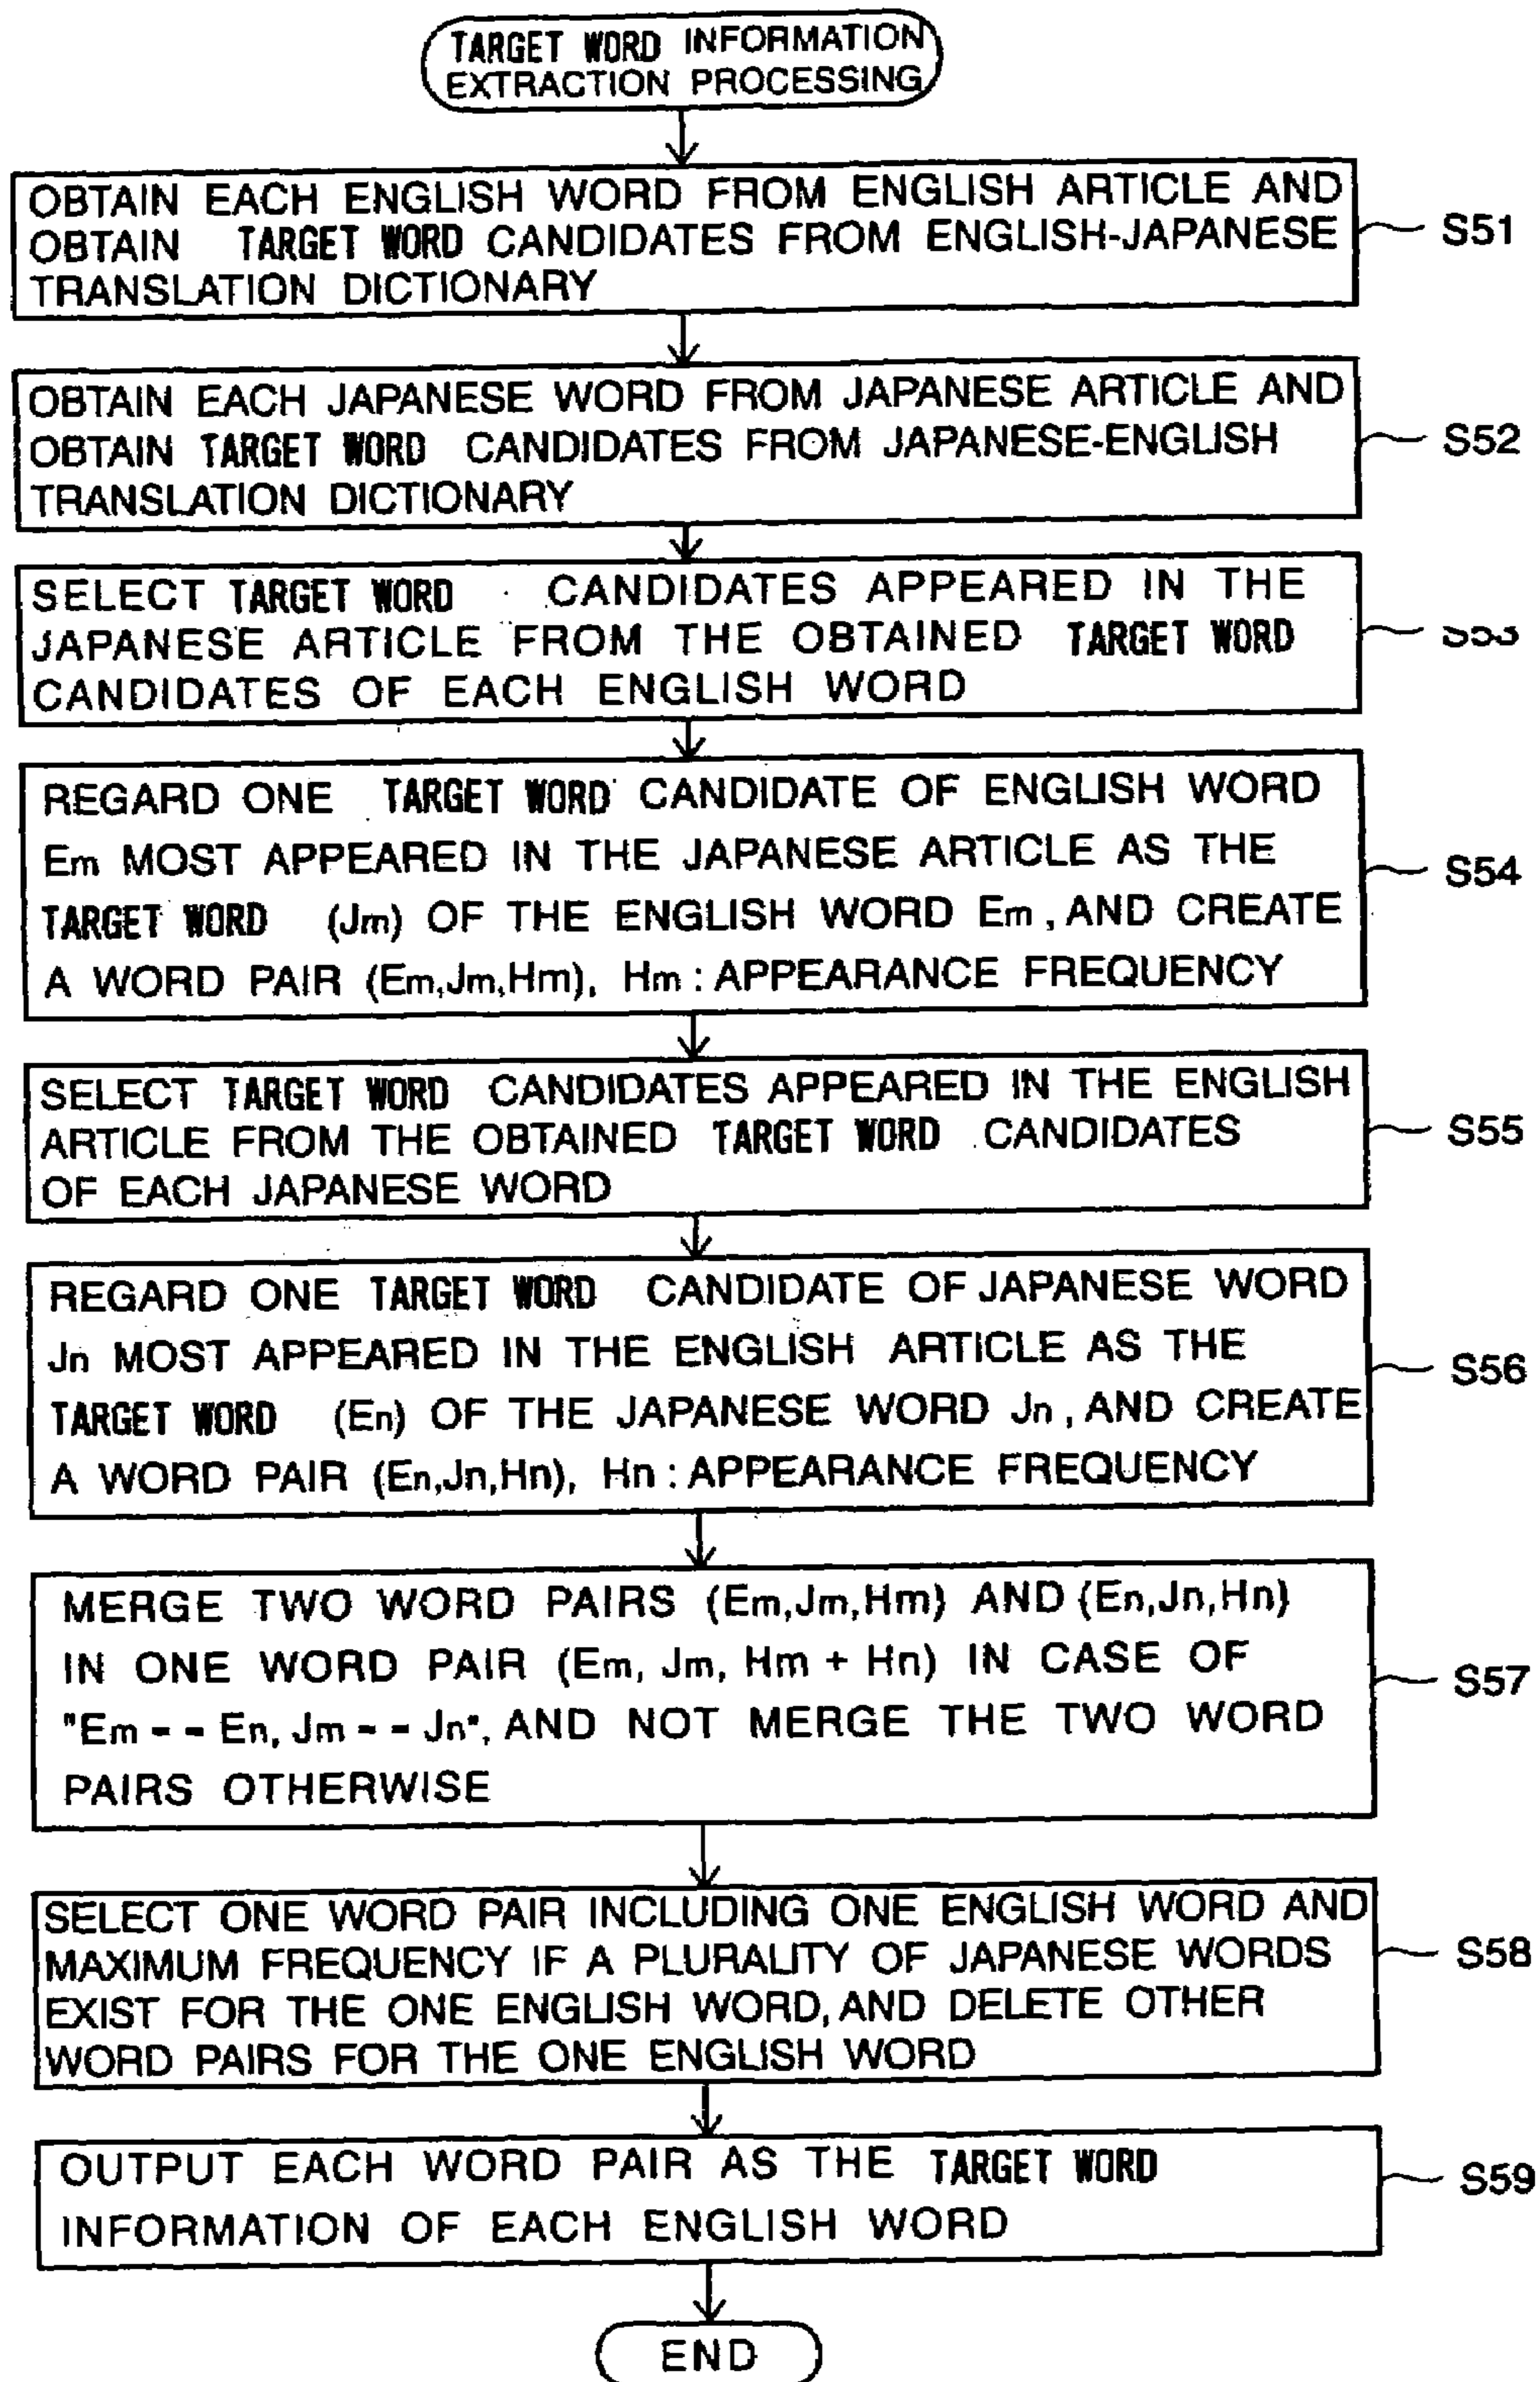 TARGET WORD INFORMATION
EXTRACTION PROCESSING
OBTAIN EACH ENGLISH WORD FROM ENGLISH ARTICLE AND
OBTAIN TARGET WORD CANDIDATES FROM ENGLISH-JAPANESE
TRANSLATION DICTIONARY
S51
OBTAIN EACH JAPANESE WORD FROM JAPANESE ARTICLE AND
OBTAIN TARGET WORD CANDIDATES FROM JAPANESE-ENGLISH
TRANSLATION DICTIONARY
S52
SELECT TARGET WORD CANDIDATES APPEARED IN THE
JAPANESE ARTICLE FROM THE OBTAINED TARGET WORD
CANDIDATES OF EACH ENGLISH WORD
REGARD ONE TARGET WORD CANDIDATE OF ENGLISH WORD
Em MOST APPEARED IN THE JAPANESE ARTICLE AS THE
TARGET WORD (Jm) OF THE ENGLISH WORD Em, AND CREATE
A WORD PAIR (Em,Jm,Hm), Hm : APPEARANCE FREQUENCY
S54
SELECT TARGET WORD CANDIDATES APPEARED IN THE ENGLISH
ARTICLE FROM THE OBTAINED TARGET WORD CANDIDATES
OF EACH JAPANESE WORD
S55
REGARD ONE TARGET WORD CANDIDATE OF JAPANESE WORD
Jn MOST APPEARED IN THE ENGLISH ARTICLE AS THE
TARGET WORD (En) OF THE JAPANESE WORD Jn, AND CREATE
A WORD PAIR (En,Jn,Hn), Hn : APPEARANCE FREQUENCY
S56
MERGE TWO WORD PAIRS (Em,Jm,Hm) AND (En,Jn,Hn)
IN ONE WORD PAIR (Em, Jm, Hm + Hn) IN CASE OF
"Em - - En, Jm - - Jn", AND NOT MERGE THE TWO WORD
PAIRS OTHERWISE
S57
SELECT ONE WORD PAIR INCLUDING ONE ENGLISH WORD AND
MAXIMUM FREQUENCY IF A PLURALITY OF JAPANESE WORDS
EXIST FOR THE ONE ENGLISH WORD, AND DELETE OTHER
WORD PAIRS FOR THE ONE ENGLISH WORD
S58
OUTPUT EACH WORD PAIR AS THE TARGET WORD
INFORMATION OF EACH ENGLISH WORD
S59
END